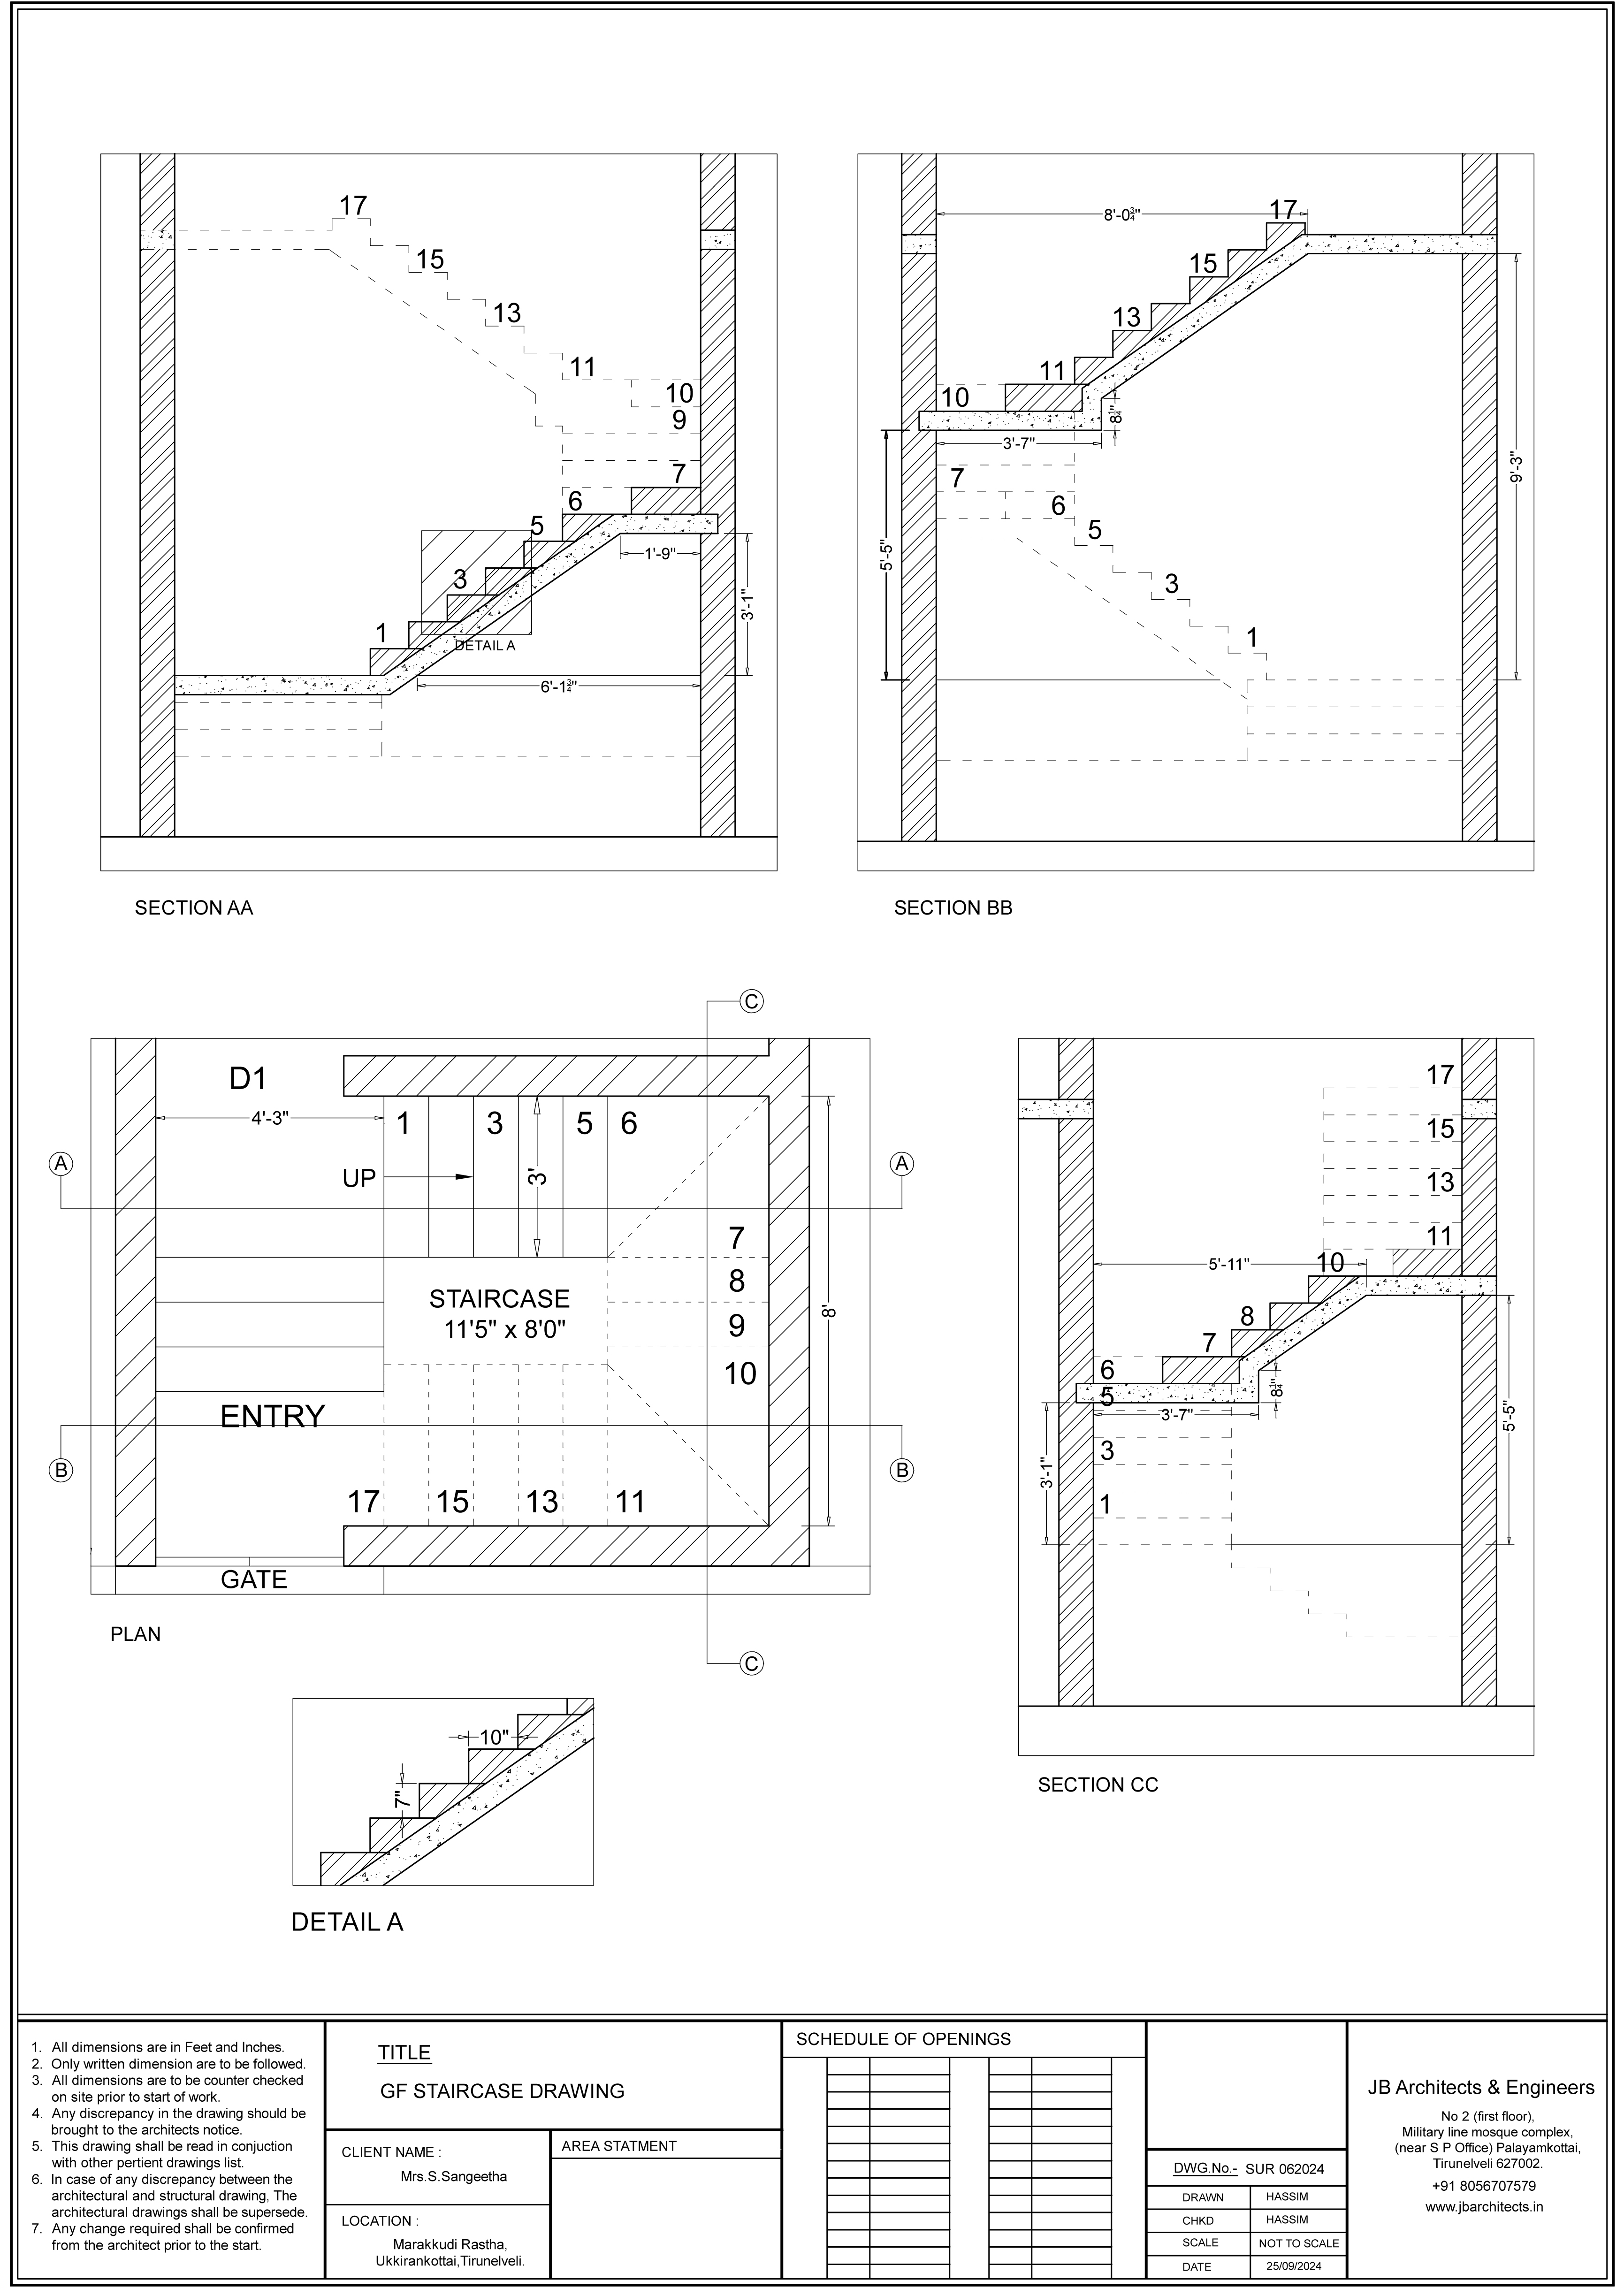 17
15
13
11
10
9
7
6
5
3
1
DETAIL A
1'-9"
3'-1"
6'-1¾"
SECTION AA
8'-0¾"
17
15
13
11
10
8¼"
3'-7"
7
6
5
3
1
5'-5"
9'-3"
SECTION BB
C
D1
4'-3"
1 3 5 6
A
A
UP
3'
7
8
9
10
STAIRCASE
11'5" x 8'0"
8'
ENTRY
B
B
17 15 13 11
GATE
PLAN
C
17
15
13
11
5'-11"
10
8
7
6
5
8¼"
3'-7"
3
1
3'-1"
5'-5"
SECTION CC
10"
7"
DETAIL A
1. All dimensions are in Feet and Inches.
2. Only written dimension are to be followed.
3. All dimensions are to be counter checked
on site prior to start of work.
4. Any discrepancy in the drawing should be
brought to the architects notice.
5. This drawing shall be read in conjuction
with other pertient drawings list.
6. In case of any discrepancy between the
architectural and structural drawing, The
architectural drawings shall be supersede.
7. Any change required shall be confirmed
from the architect prior to the start.
TITLE
GF STAIRCASE DRAWING
CLIENT NAME :
Mrs.S.Sangeetha
LOCATION :
Marakkudi Rastha,
Ukkirankottai,Tirunelveli.
AREA STATMENT
SCHEDULE OF OPENINGS
DWG.No.- SUR 062024
DRAWN HASSIM
CHKD HASSIM
SCALE NOT TO SCALE
DATE 25/09/2024
JB Architects & Engineers
No 2 (first floor),
Military line mosque complex,
(near S P Office) Palayamkottai,
Tirunelveli 627002.
+91 8056707579
www.jbarchitects.in